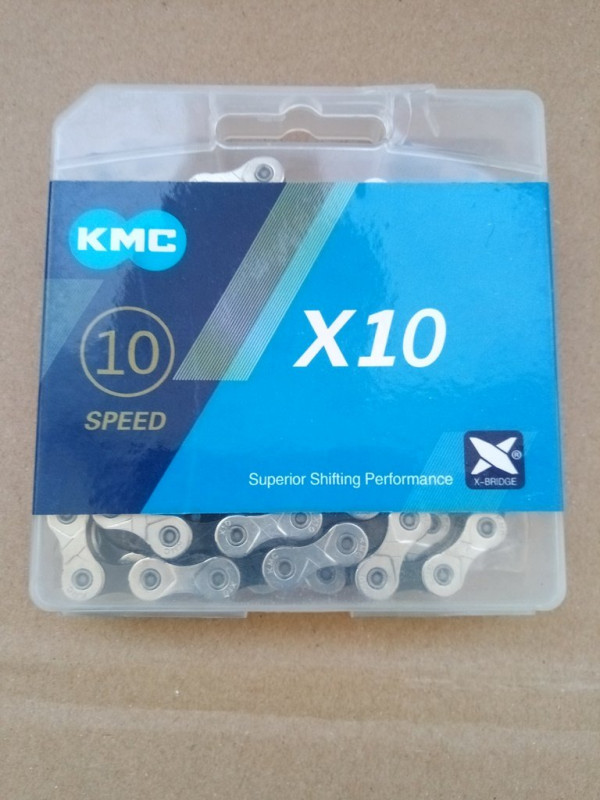 KMC
10
SPEED
X10
Superior Shifting Performance
®
X-BRIDGE